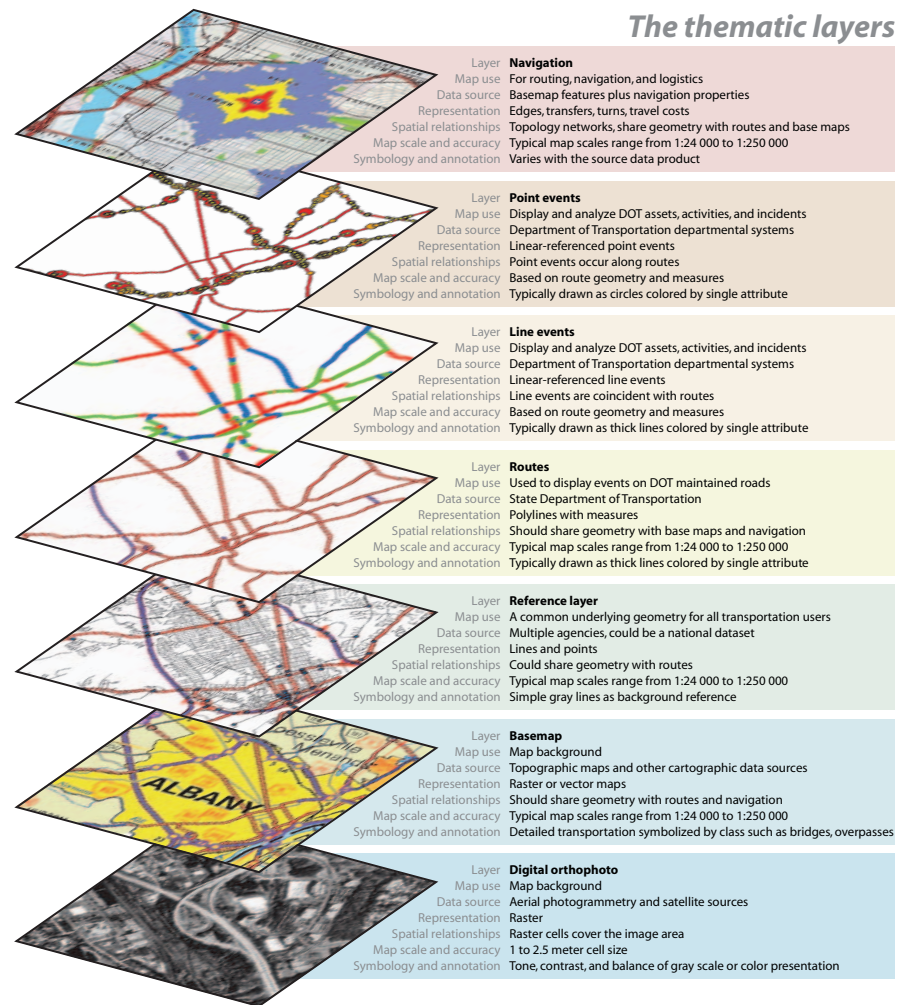 The thematic layers
Layer Navigation
Map use For routing, navigation, and logistics
Data source Basemap features plus navigation properties
Representation Edges, transfers, turns, travel costs
Spatial relationships Topology networks, share geometry with routes and base maps
Map scale and accuracy Typical map scales range from 1:24 000 to 1:250 000
Symbology and annotation Varies with the source data product
Layer Point events
Map use Display and analyze DOT assets, activities, and incidents
Data source Department of Transportation departmental systems
Representation Linear-referenced point events
Spatial relationships Point events occur along routes
Map scale and accuracy Based on route geometry and measures
Symbology and annotation Typically drawn as circles colored by single attribute
Layer Line events
Map use Display and analyze DOT assets, activities, and incidents
Data source Department of Transportation departmental systems
Representation Linear-referenced line events
Spatial relationships Line events are coincident with routes
Map scale and accuracy Based on route geometry and measures
Symbology and annotation Typically drawn as thick lines colored by single attribute
Layer Routes
Map use Used to display events on DOT maintained roads
Data source State Department of Transportation
Representation Polylines with measures
Spatial relationships Should share geometry with base maps and navigation
Map scale and accuracy Typical map scales range from 1:24 000 to 1:250 000
Symbology and annotation Typically drawn as thick lines colored by single attribute
Layer Reference layer
Map use A common underlying geometry for all transportation users
Data source Multiple agencies, could be a national dataset
Representation Lines and points
Spatial relationships Could share geometry with routes
Map scale and accuracy Typical map scales range from 1:24 000 to 1:250 000
Symbology and annotation Simple gray lines as background reference
Layer Basemap
Map use Map background
Data source Topographic maps and other cartographic data sources
Representation Raster or vector maps
Spatial relationships Should share geometry with routes and navigation
Map scale and accuracy Typical map scales range from 1:24 000 to 1:250 000
Symbology and annotation Detailed transportation symbolized by class such as bridges, overpasses
ALBANY
Layer Digital orthophoto
Map use Map background
Data source Aerial photogrammetry and satellite sources
Representation Raster
Spatial relationships Raster cells cover the image area
Map scale and accuracy 1 to 2.5 meter cell size
Symbology and annotation Tone, contrast, and balance of gray scale or color presentation